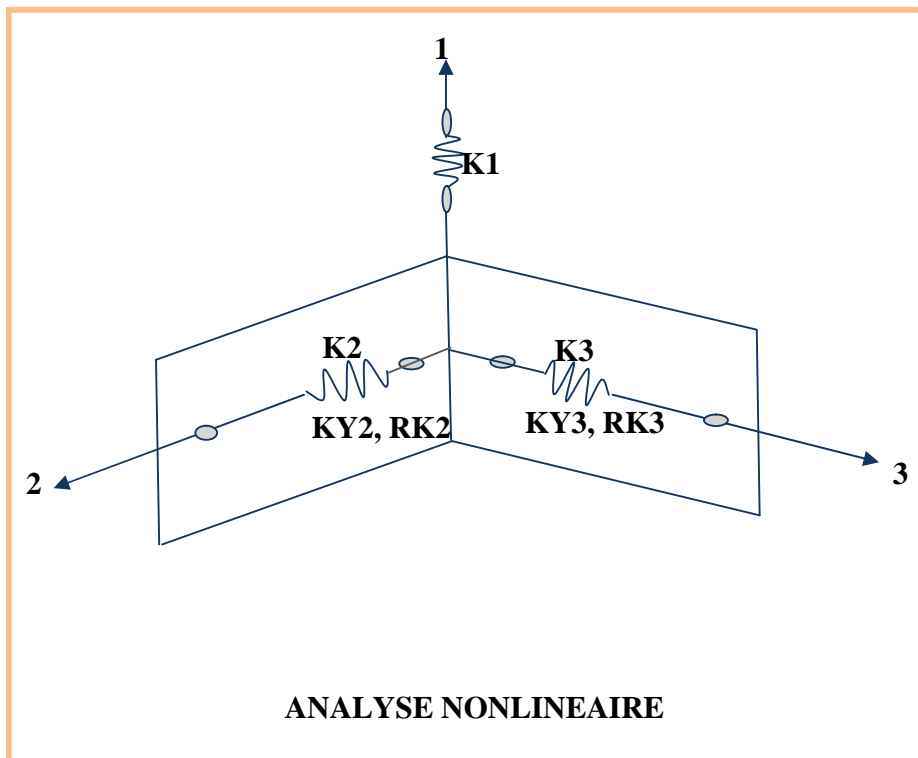 1
K1
K2
K3
KY2, RK2
KY3, RK3
2
3
ANALYSE NONLINEAIRE